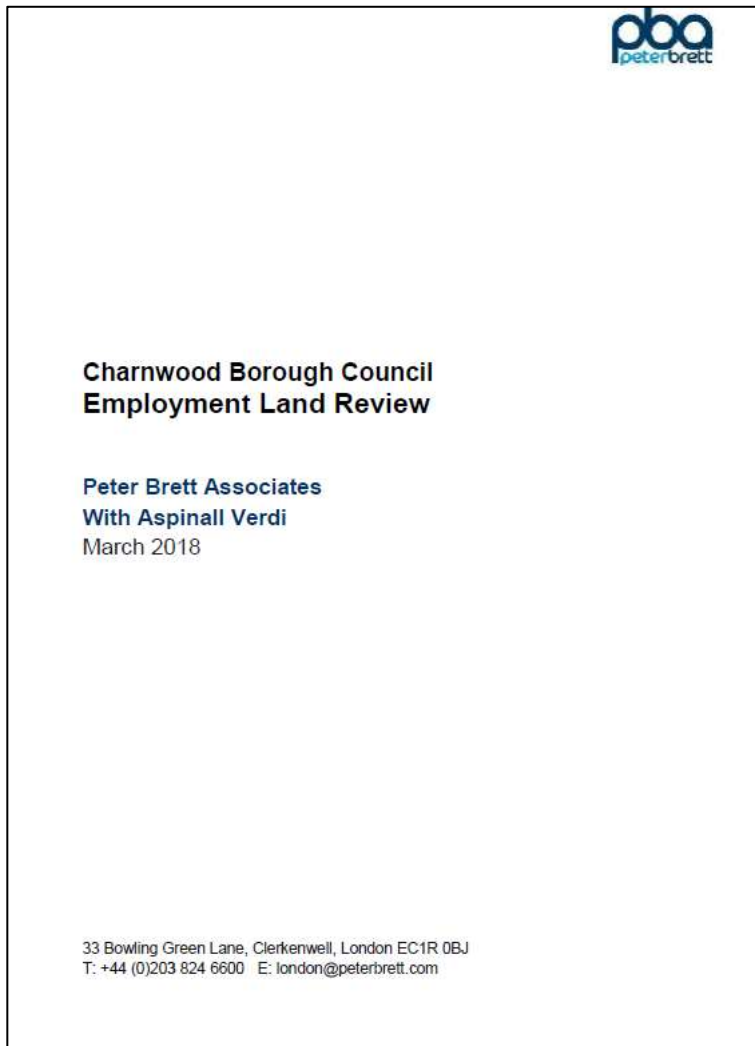 pba
peterbrett
Charnwood Borough Council
Employment Land Review
Peter Brett Associates
With Aspinall Verdi
March 2018
33 Bowling Green Lane, Clerkenwell, London EC1R 0BJ
T: +44 (0)203 824 6600 E: london@peterbrett.com